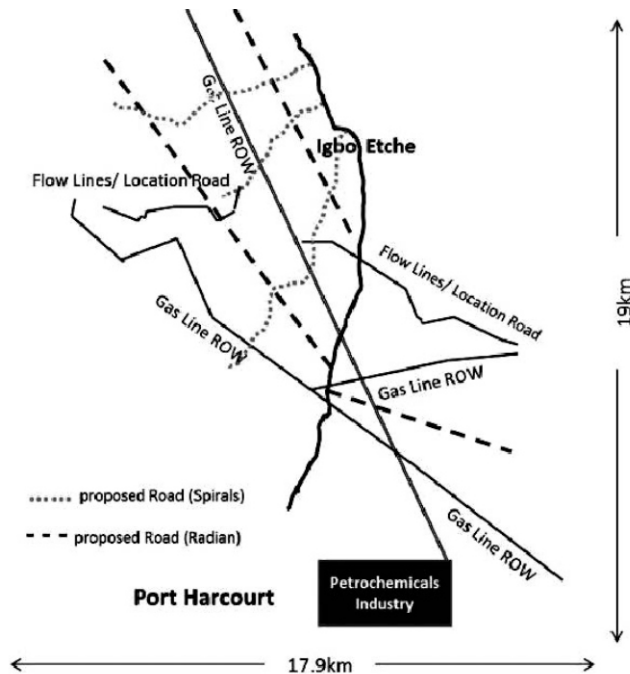 Gas Line ROW
Igbo Etche
Flow Lines/ Location Road
Flow Lines/ Location Road
Gas Line ROW
Gas Line ROW
19km
proposed Road (Spirals)
proposed Road (Radian)
Gas Line ROW
Port Harcourt
Petrochemicals
Industry
17.9km